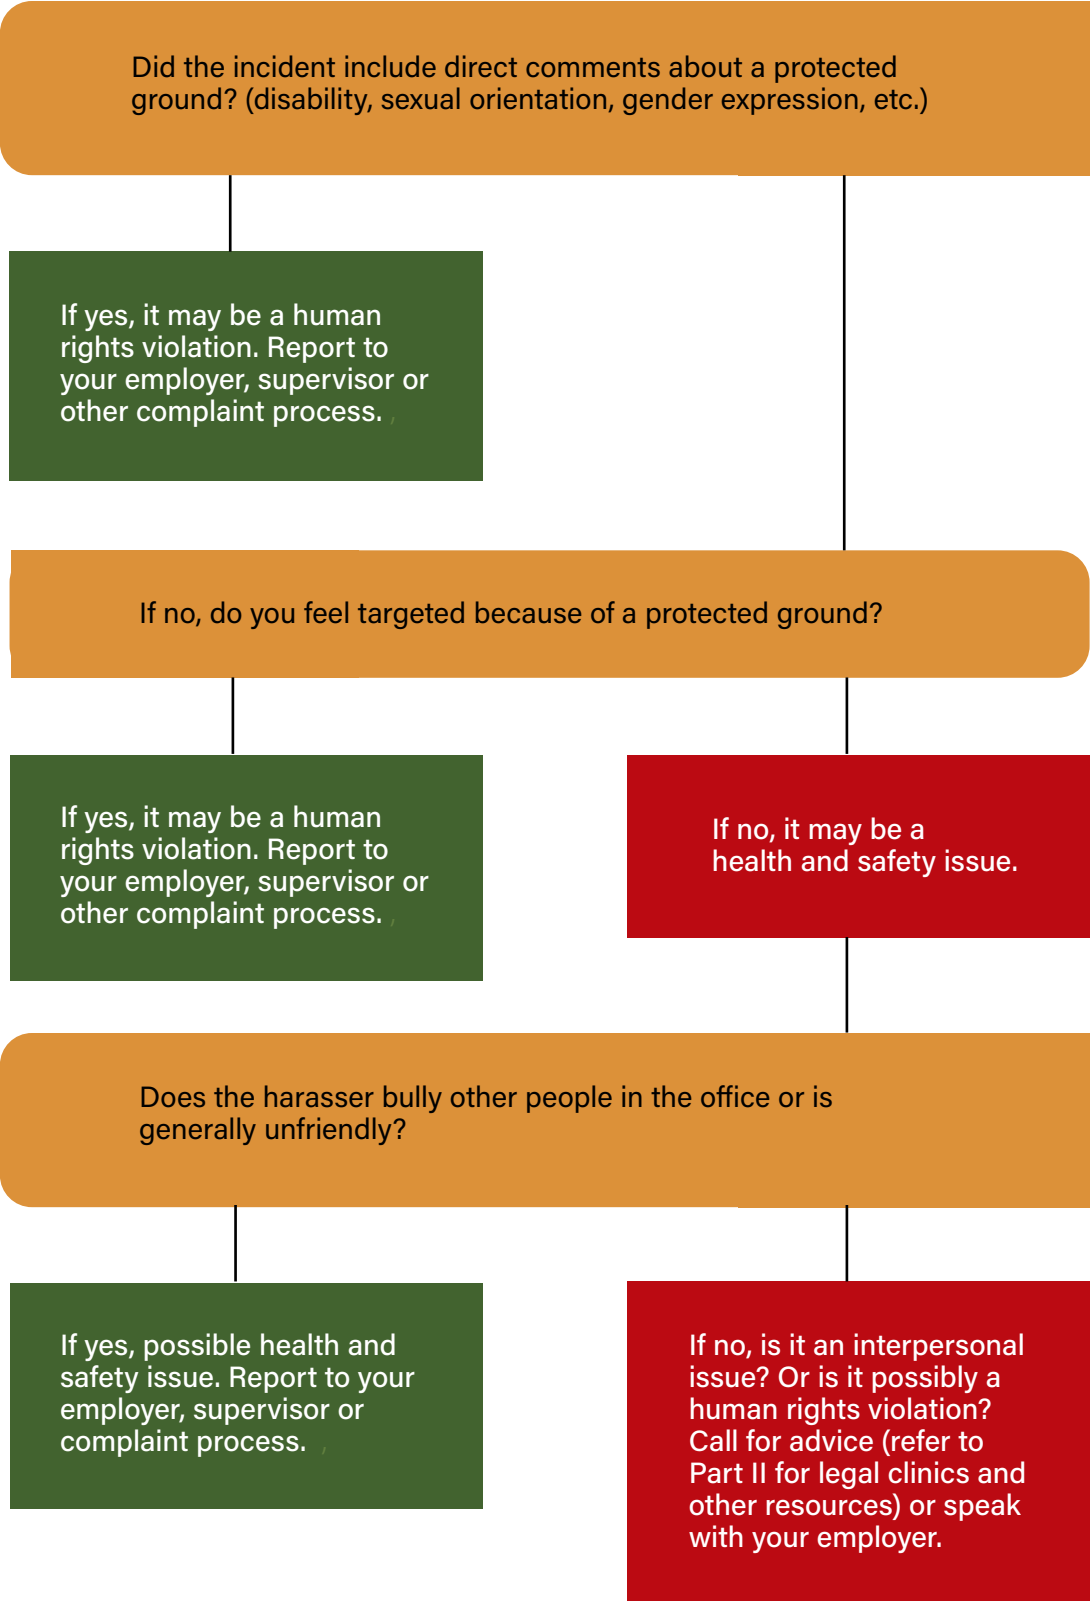 Did the incident include direct comments about a protected
ground? (disability, sexual orientation, gender expression, etc.)
If yes, it may be a human
rights violation. Report to
your employer, supervisor or
other complaint process. ,
If no, do you feel targeted because of a protected ground?
If yes, it may be a human
rights violation. Report to
your employer, supervisor or
other complaint process. ,
If no, it may be a
health and safety issue.
Does the harasser bully other people in the office or is
generally unfriendly?
If yes, possible health and
safety issue. Report to your
employer, supervisor or
complaint process. ,
If no, is it an interpersonal
issue? Or is it possibly a
human rights violation?
Call for advice (refer to
Part II for legal clinics and
other resources) or speak
with your employer.